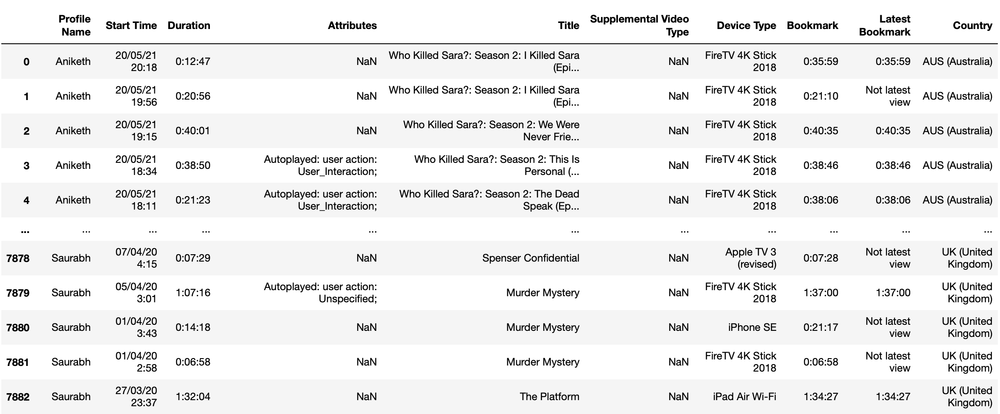 Profile Name Start Time Duration Attributes Title Supplemental Video Type Device Type Bookmark Latest Bookmark Country
0 Aniketh 20/05/21 20:18 0:12:47 NaN Who Killed Sara?: Season 2: I Killed Sara (Epi... NaN FireTV 4K Stick 2018 0:35:59 0:35:59 AUS (Australia)
1 Aniketh 20/05/21 19:56 0:20:56 NaN Who Killed Sara?: Season 2: I Killed Sara (Epi... NaN FireTV 4K Stick 2018 0:21:10 Not latest view AUS (Australia)
2 Aniketh 20/05/21 19:15 0:40:01 NaN Who Killed Sara?: Season 2: We Were Never Frie... NaN FireTV 4K Stick 2018 0:40:35 0:40:35 AUS (Australia)
3 Aniketh 20/05/21 18:34 0:38:50 Autoplayed: user action: User_Interaction; Who Killed Sara?: Season 2: This Is Personal (... NaN FireTV 4K Stick 2018 0:38:46 0:38:46 AUS (Australia)
4 Aniketh 20/05/21 18:11 0:21:23 Autoplayed: user action: User_Interaction; Who Killed Sara?: Season 2: The Dead Speak (Ep... NaN FireTV 4K Stick 2018 0:38:06 0:38:06 AUS (Australia)
... ... ... ... ... ... ... ... ... ... ...
7878 Saurabh 07/04/20 4:15 0:07:29 NaN Spenser Confidential NaN Apple TV 3 (revised) 0:07:28 Not latest view UK (United Kingdom)
7879 Saurabh 05/04/20 3:01 1:07:16 Autoplayed: user action: Unspecified; Murder Mystery NaN FireTV 4K Stick 2018 1:37:00 1:37:00 UK (United Kingdom)
7880 Saurabh 01/04/20 3:43 0:14:18 NaN Murder Mystery NaN iPhone SE 0:21:17 Not latest view UK (United Kingdom)
7881 Saurabh 01/04/20 2:58 0:06:58 NaN Murder Mystery NaN FireTV 4K Stick 2018 0:06:58 Not latest view UK (United Kingdom)
7882 Saurabh 27/03/20 23:37 1:32:04 NaN The Platform NaN iPad Air Wi-Fi 1:34:27 1:34:27 UK (United Kingdom)